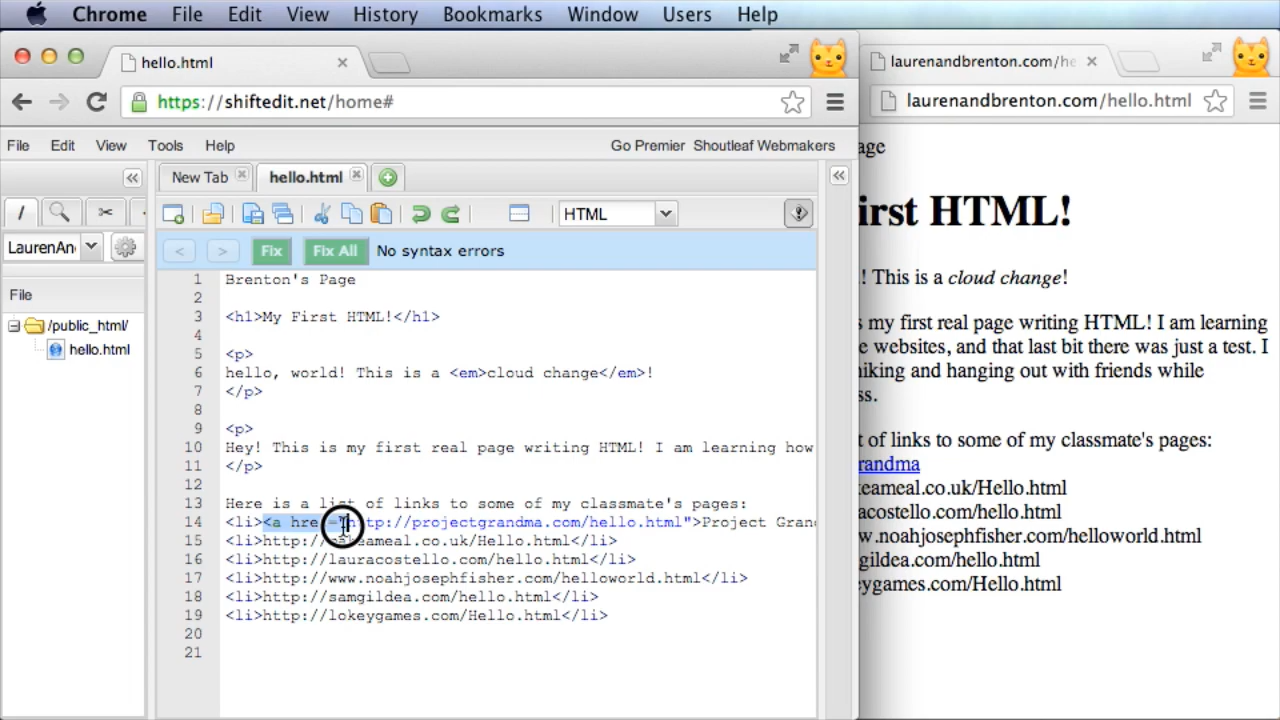 Chrome File Edit View History Bookmarks Window Users Help
hello.html
laurenandbrenton.com/he
https://shiftedit.net/home#
laurenandbrenton.com/hello.html
File Edit View Tools Help Go Premier Shoutleaf Webmakers
New Tab hello.html
/
HTML
LaurenAn
< > Fix Fix All No syntax errors
File
/public_html/
hello.html
1 Brenton's Page
2
3 <h1>My First HTML!</h1>
4
5 <p>
6 hello, world! This is a <em>cloud change</em>!
7 </p>
8
9 <p>
10 Hey! This is my first real page writing HTML! I am learning how
11 </p>
12
13 Here is a list of links to some of my classmate's pages:
14 <li><a hre http://projectgrandma.com/hello.html">Project Gran
15 <li>http:// ameal.co.uk/Hello.html</li>
16 <li>http://lauracostello.com/hello.html</li>
17 <li>http://www.noahjosephfisher.com/helloworld.html</li>
18 <li>http://samgildea.com/hello.html</li>
19 <li>http://lokeygames.com/Hello.html</li>
20
21
age
irst HTML!
! This is a cloud change!
s my first real page writing HTML! I am learning
e websites, and that last bit there was just a test. I
hiking and hanging out with friends while
ss.
t of links to some of my classmate's pages:
randma
eameal.co.uk/Hello.html
acostello.com/hello.html
w.noahjosephfisher.com/helloworld.html
gildea.com/hello.html
eygames.com/Hello.html